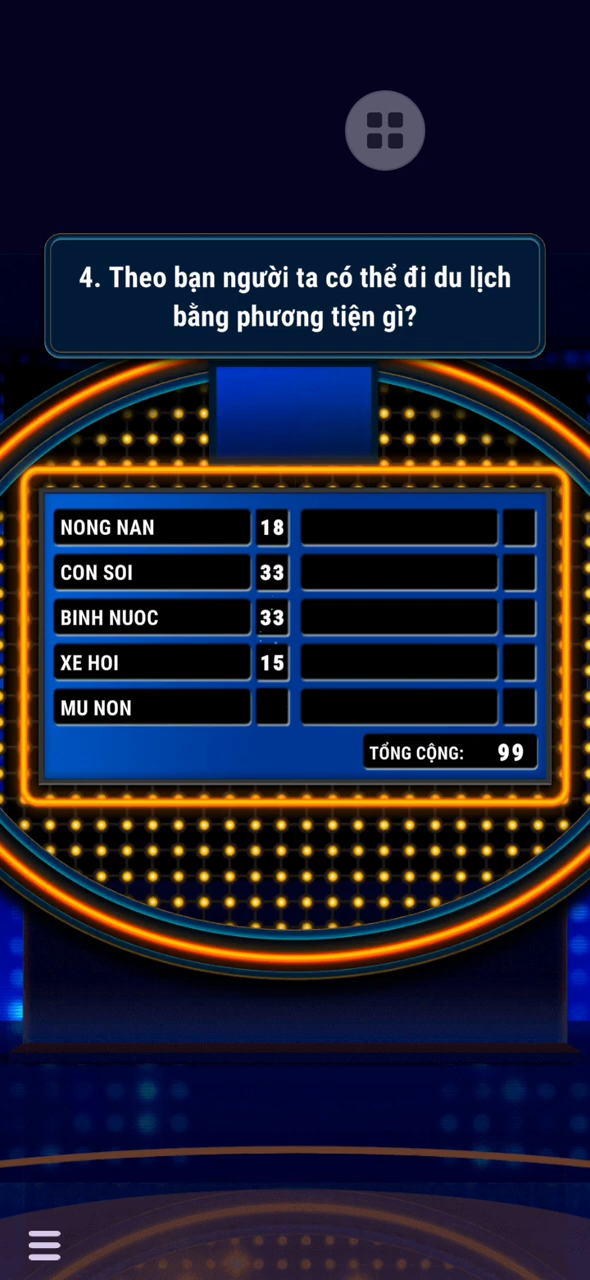 4. Theo bạn người ta có thể đi du lịch
bằng phương tiện gì?
NONG NAN 18
CON SOI 33
BINH NUOC 33
XE HOI 15
MU NON
TỔNG CỘNG: 99